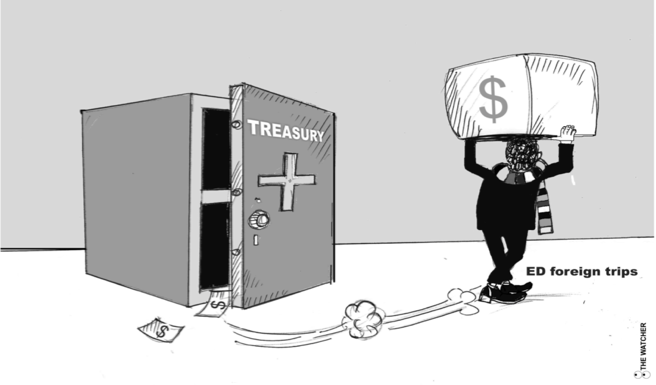 TREASURY
$
$
$
ED foreign trips
THE WATCHER